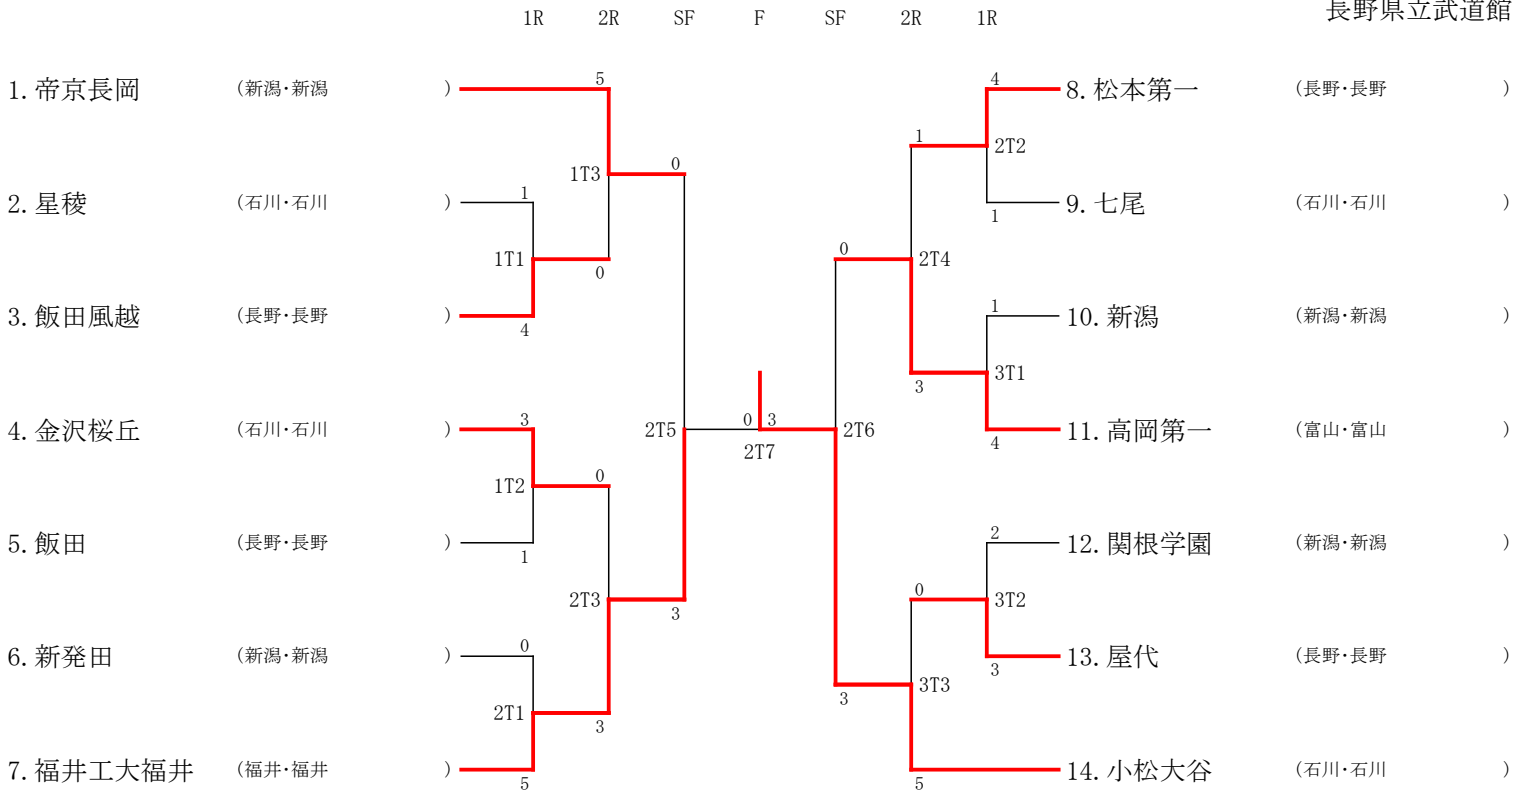 長野県立武道館
1R 2R SF F SF 2R 1R
5 4
1. 帝京長岡 (新潟・新潟 ) 8. 松本第一 (長野・長野 )
1 2T2
1T3 0
1 2. 星稜 (石川・石川 ) 9. 七尾 (石川・石川 )
1
1T1 0 2T4
0
1
3. 飯田風越 (長野・長野 ) 10. 新潟 (新潟・新潟 )
4
3T1
3
3 0 3
4. 金沢桜丘 (石川・石川 ) 2T5 2T6 11. 高岡第一 (富山・富山 )
4
2T7
1T2 0
2
5. 飯田 (長野・長野 ) 12. 関根学園 (新潟・新潟 )
1
2T3 0 3T2
3
0
6. 新発田 (新潟・新潟 ) 13. 屋代 (長野・長野 )
3
3T3
3
2T1
3
7. 福井工大福井 (福井・福井 ) 14. 小松大谷 (石川・石川 )
5 5